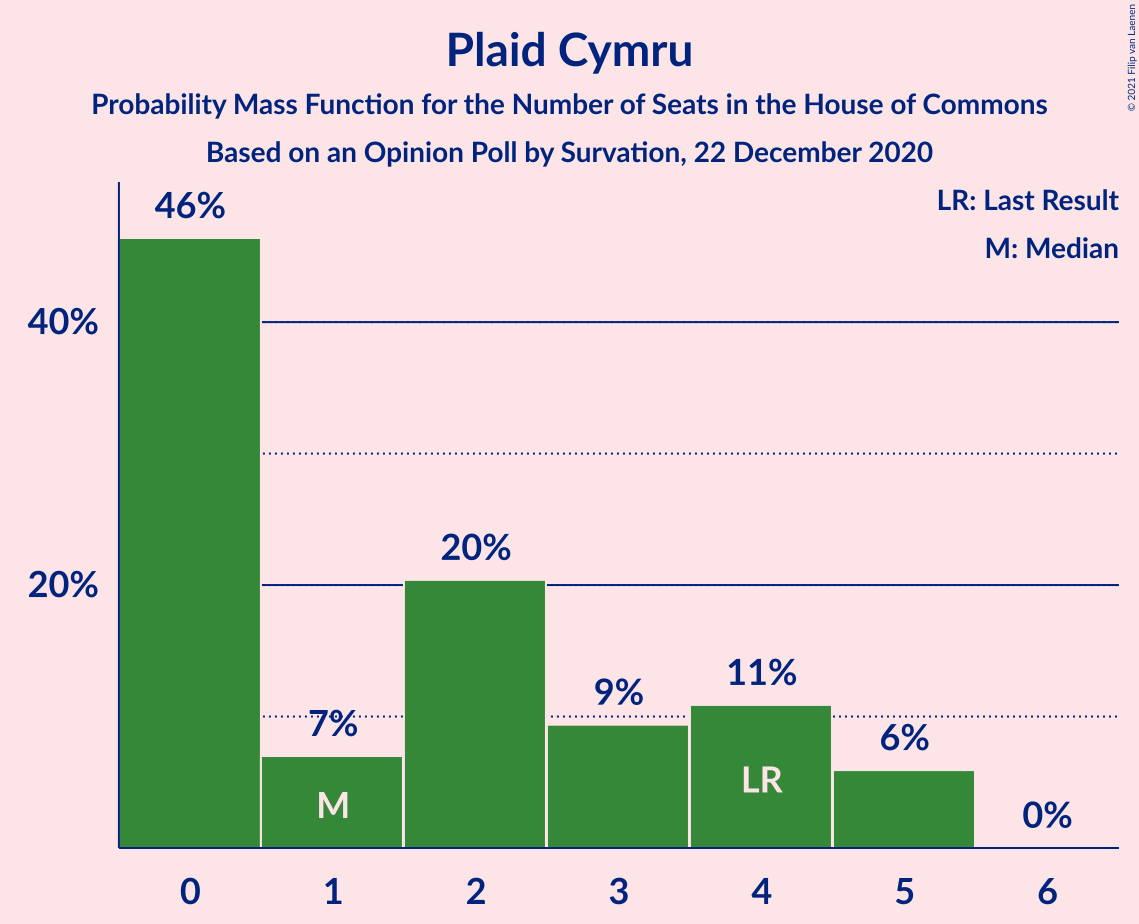 Plaid Cymru
Probability Mass Function for the Number of Seats in the House of Commons
Based on an Opinion Poll by Survation, 22 December 2020
© 2021 Filip van Laenen
LR: Last Result
M: Median
46%
40%
20%
20%
11%
9%
7%
6%
0%
M
LR
0 1 2 3 4 5 6